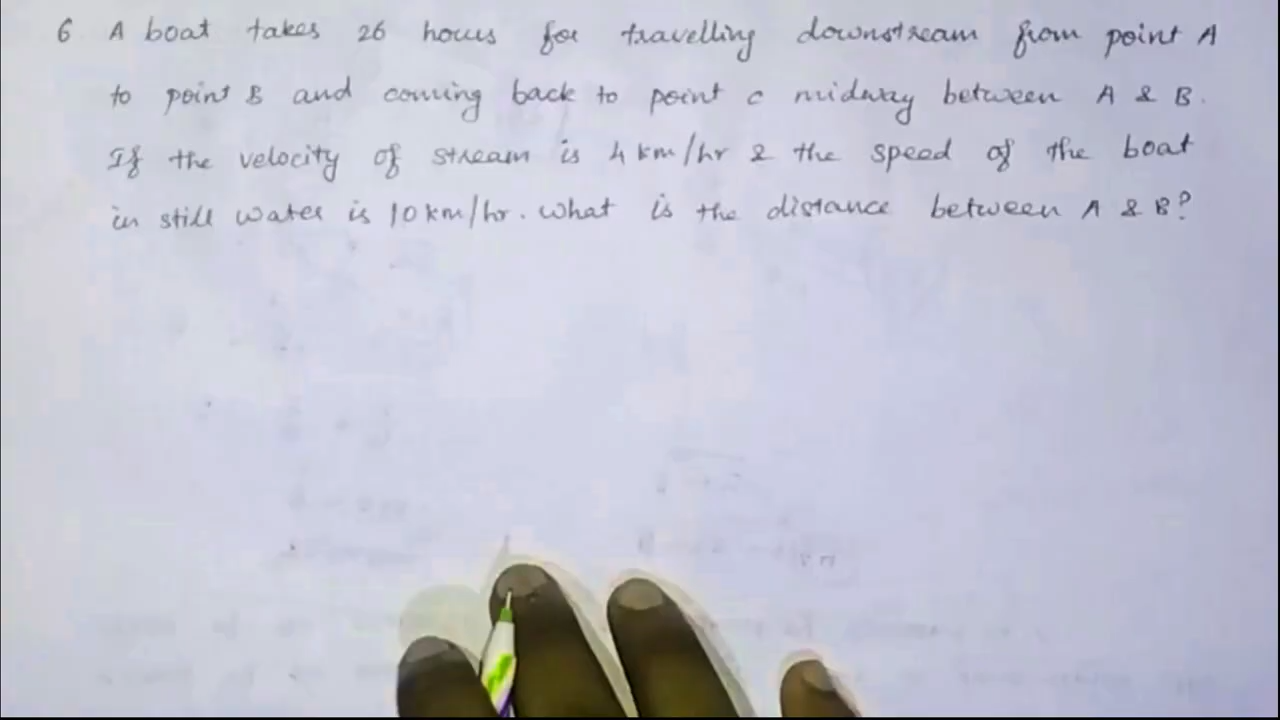 6 A boat takes 26 hours for travelling downstream from point A
to point B and coming back to point c midway between A & B.
If the velocity of stream is 4 km/hr & the speed of the boat
in still water is 10 km/hr. what is the distance between A & B?